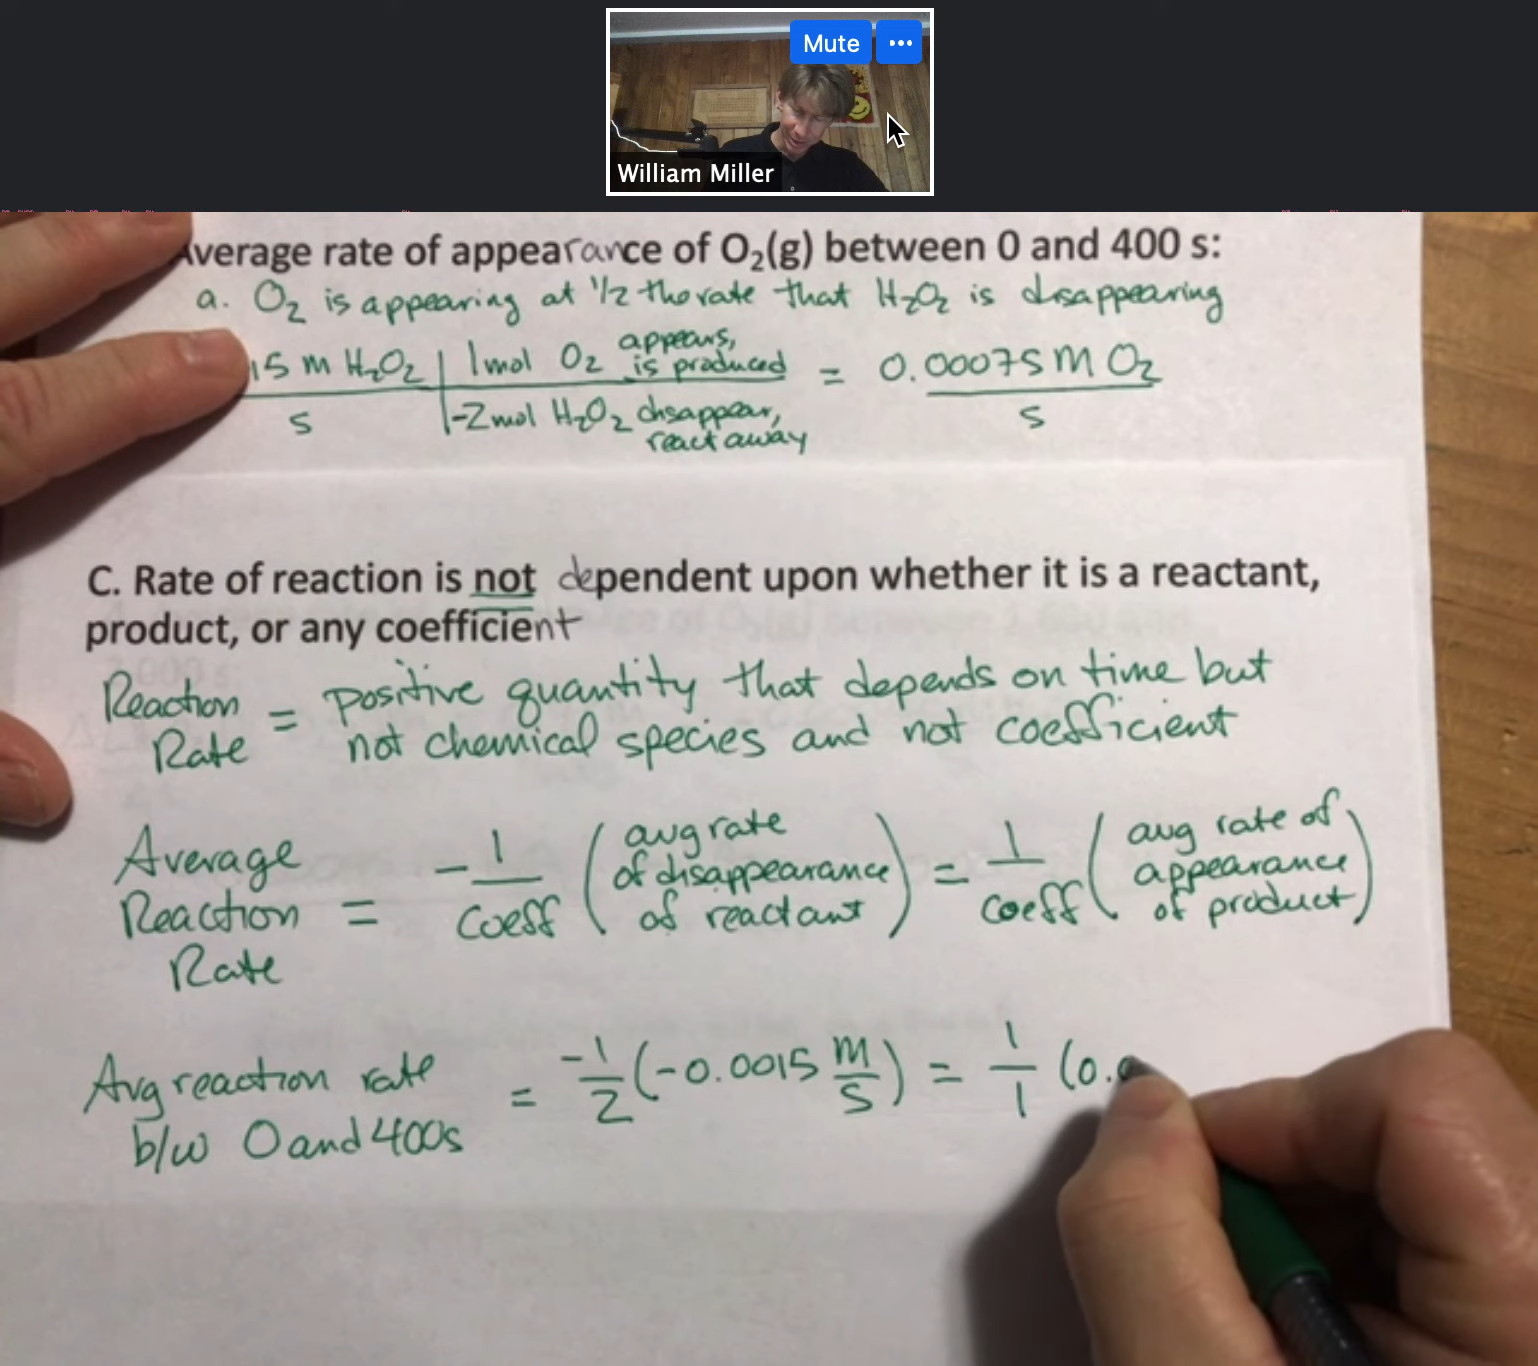 Mute
William Miller
Average rate of appearance of O₂(g) between 0 and 400 s:
a. O₂ is appearing at 1/2 the rate that H₂O₂ is disappearing
15 M H₂O₂ | 1 mol O₂ appears, is produced = 0.00075 M O₂
s | -2 mol H₂O₂ disappear, react away s
C. Rate of reaction is not dependent upon whether it is a reactant,
product, or any coefficient
Reaction Rate = positive quantity that depends on time but
not chemical species and not coefficient
Average Reaction Rate = -1/coeff (avg rate of disappearance of reactant) = 1/coeff (avg rate of appearance of product)
Avg reaction rate b/w 0 and 400s = -1/2 (-0.0015 M/s) = 1/1 (0.